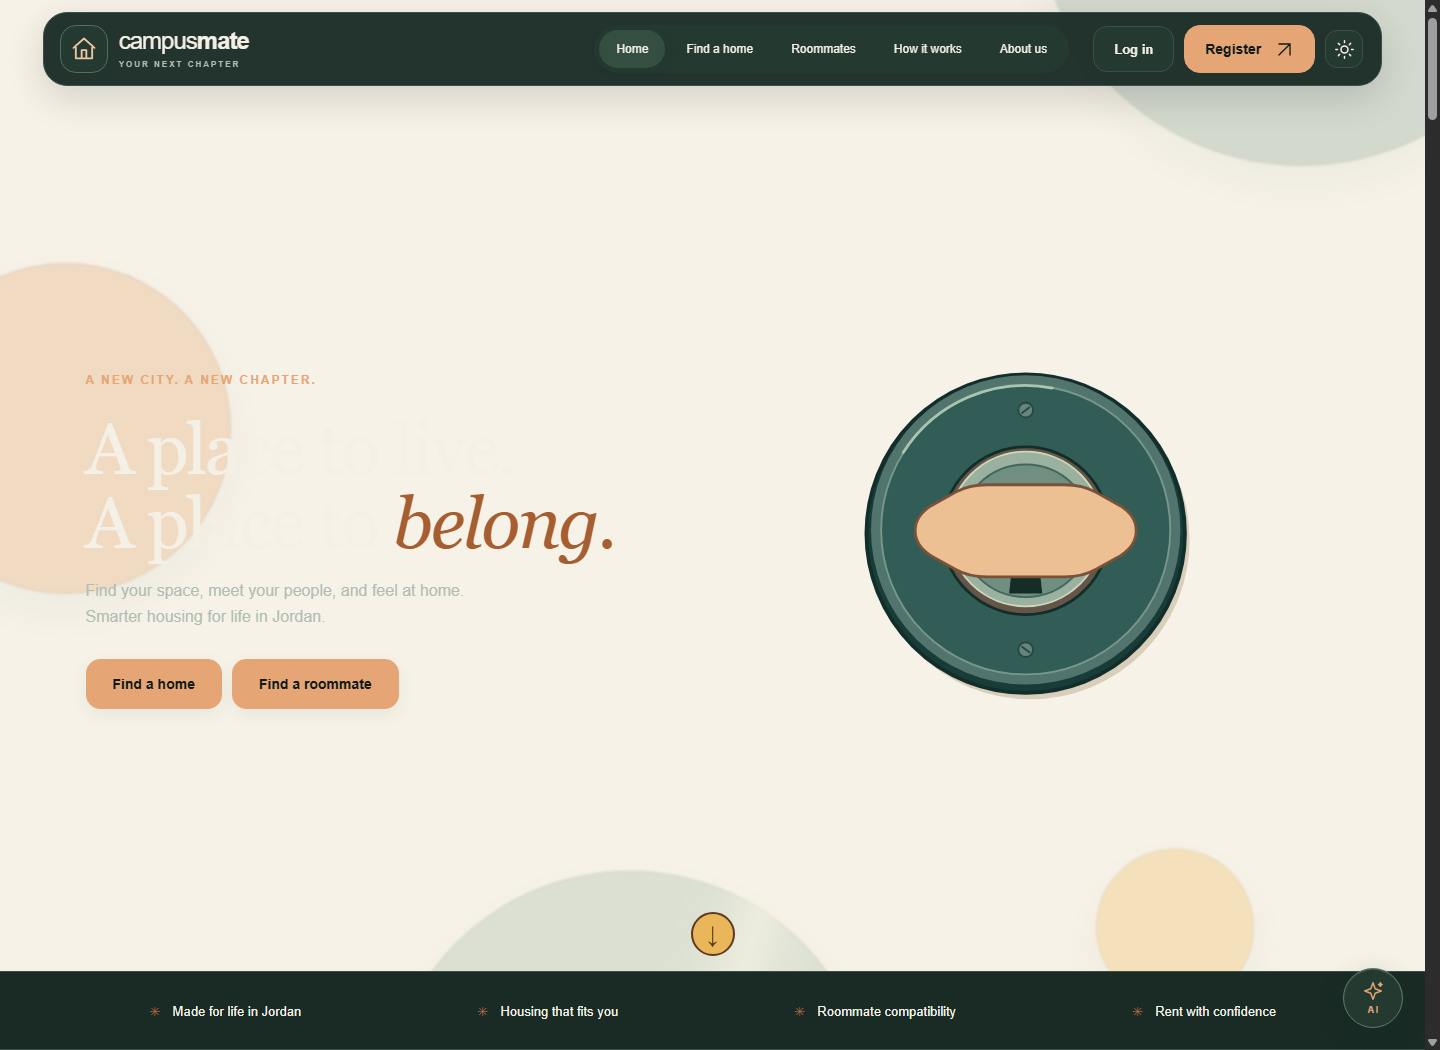 campusmate
YOUR NEXT CHAPTER
Home
Find a home
Roommates
How it works
About us
Log in
Register
A NEW CITY. A NEW CHAPTER.
A place to live.
A place to belong.
Find your space, meet your people, and feel at home.
Smarter housing for life in Jordan.
Find a home
Find a roommate
Made for life in Jordan
Housing that fits you
Roommate compatibility
Rent with confidence
AI